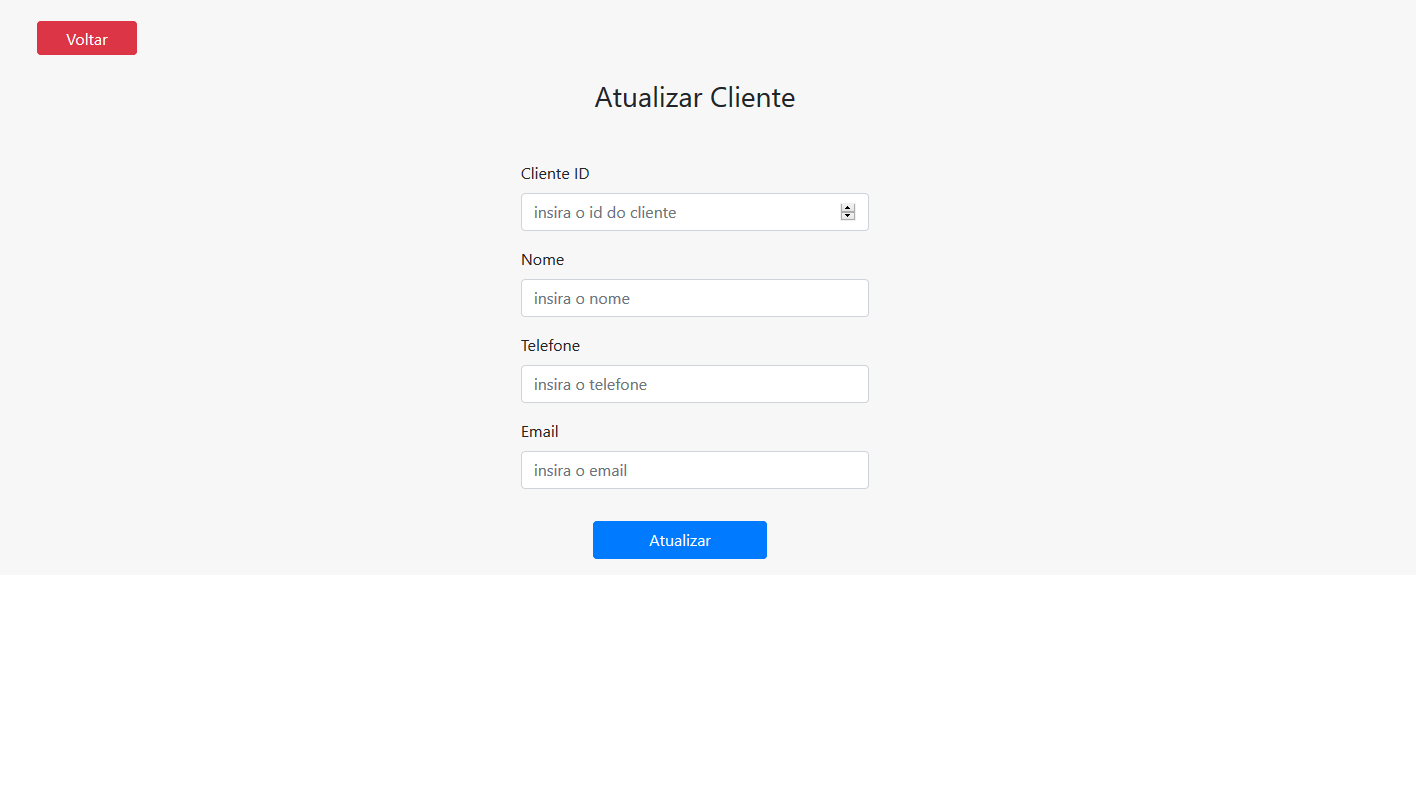 Voltar
Atualizar Cliente
Cliente ID
insira o id do cliente
Nome
insira o nome
Telefone
insira o telefone
Email
insira o email
Atualizar